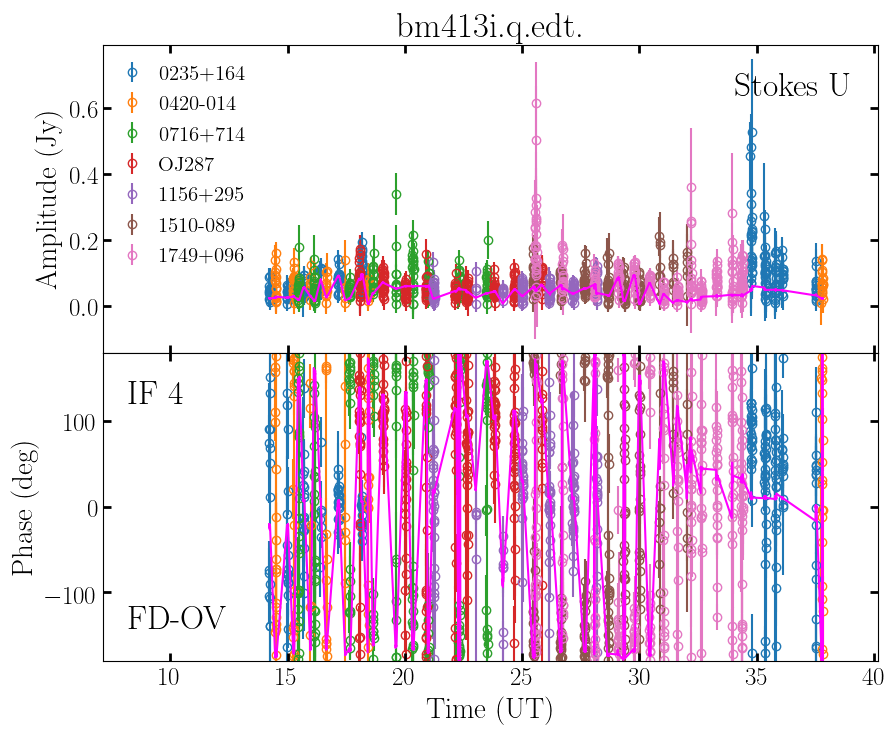 bm413i.q.edt.
Stokes U
0235+164
0420-014
0716+714
OJ287
1156+295
1510-089
1749+096
Amplitude (Jy)
0.6
0.4
0.2
0.0
IF 4
FD-OV
Phase (deg)
100
0
−100
10
15
20
25
30
35
40
Time (UT)